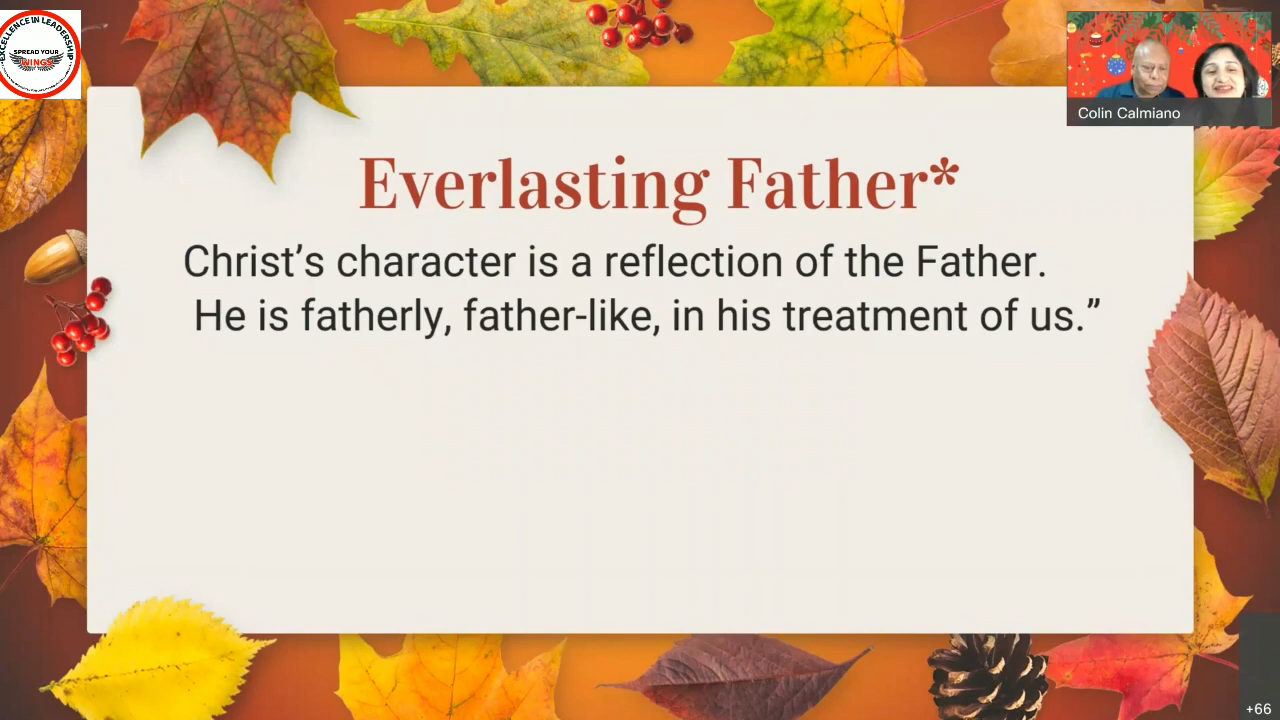 EXCELLENCE IN LEADERSHIP
SPREAD YOUR
WINGS
Colin Calmiano
Everlasting Father*
Christ’s character is a reflection of the Father.
He is fatherly, father-like, in his treatment of us.”
+66